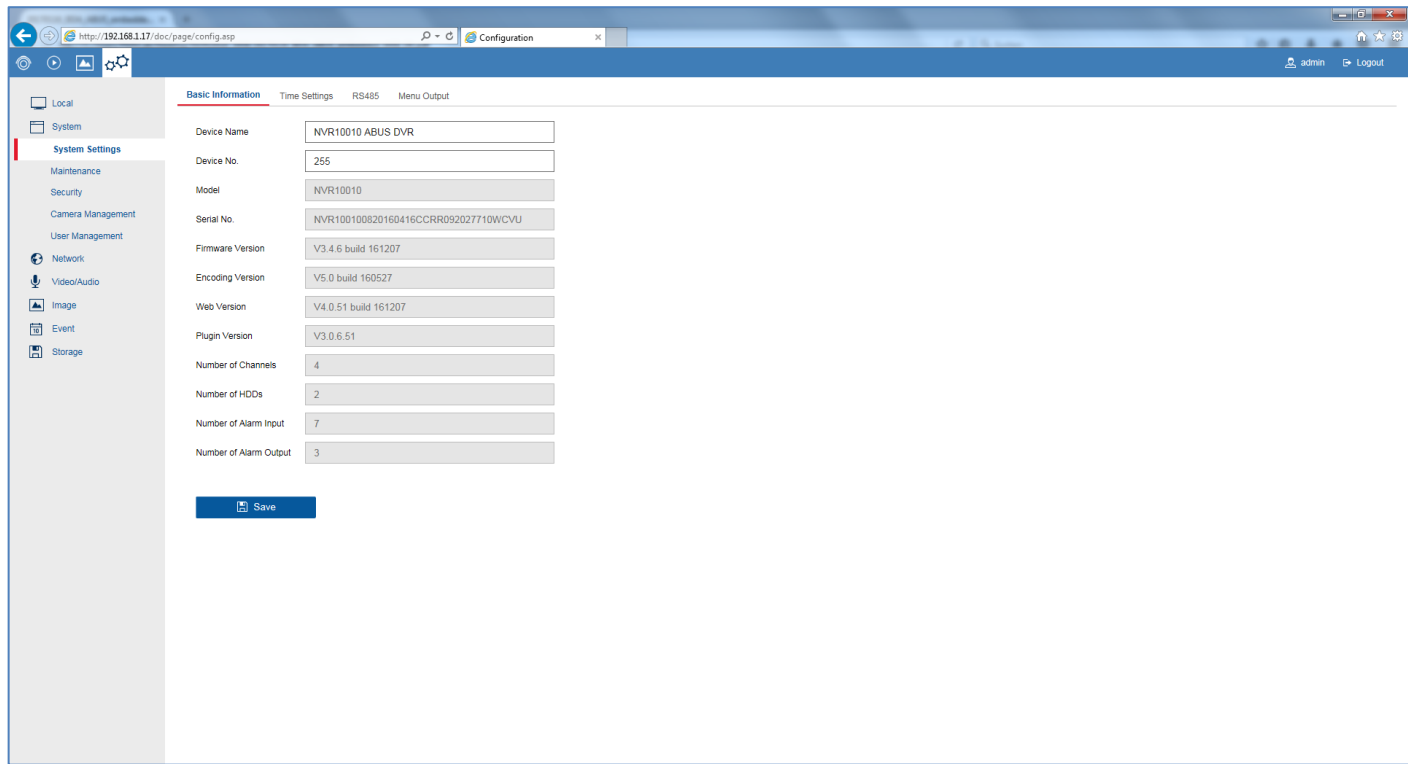 http://192.168.1.17/doc/page/config.asp
Configuration
admin
Logout
Local
System
System Settings
Maintenance
Security
Camera Management
User Management
Network
Video/Audio
Image
10
Event
Storage
Basic Information Time Settings RS485 Menu Output
Device Name NVR10010 ABUS DVR
Device No. 255
Model NVR10010
Serial No. NVR100100820160416CCRR092027710WCVU
Firmware Version V3.4.6 build 161207
Encoding Version V5.0 build 160527
Web Version V4.0.51 build 161207
Plugin Version V3.0.6.51
Number of Channels 4
Number of HDDs 2
Number of Alarm Input 7
Number of Alarm Output 3
Save